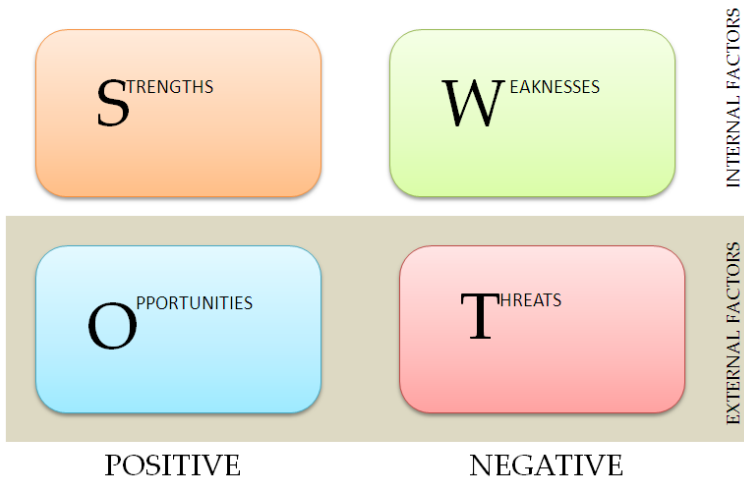 STRENGTHS
WEAKNESSES
INTERNAL FACTORS
OPPORTUNITIES
THREATS
EXTERNAL FACTORS
POSITIVE
NEGATIVE